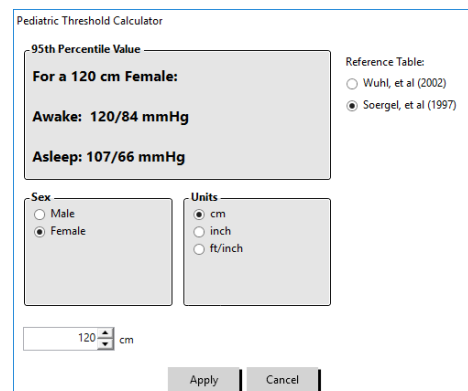 Pediatric Threshold Calculator
95th Percentile Value
For a 120 cm Female:
Awake: 120/84 mmHg
Asleep: 107/66 mmHg
Reference Table:
Wuhl, et al (2002)
Soergel, et al (1997)
Sex
Male
Female
Units
cm
inch
ft/inch
120 cm
Apply Cancel